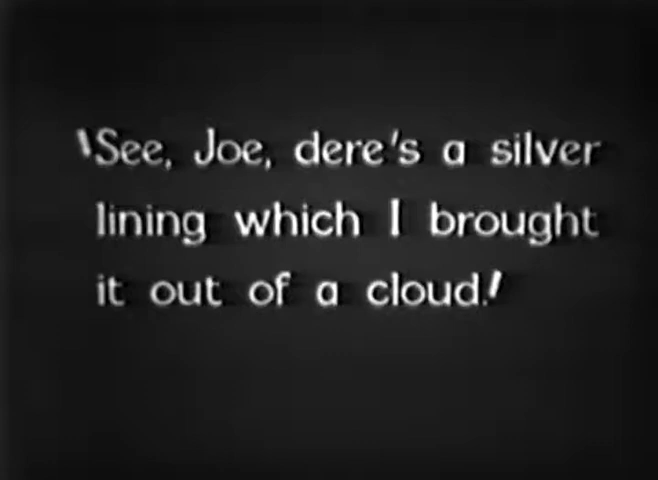 "See, Joe, dere's a silver
lining which I brought
it out of a cloud."